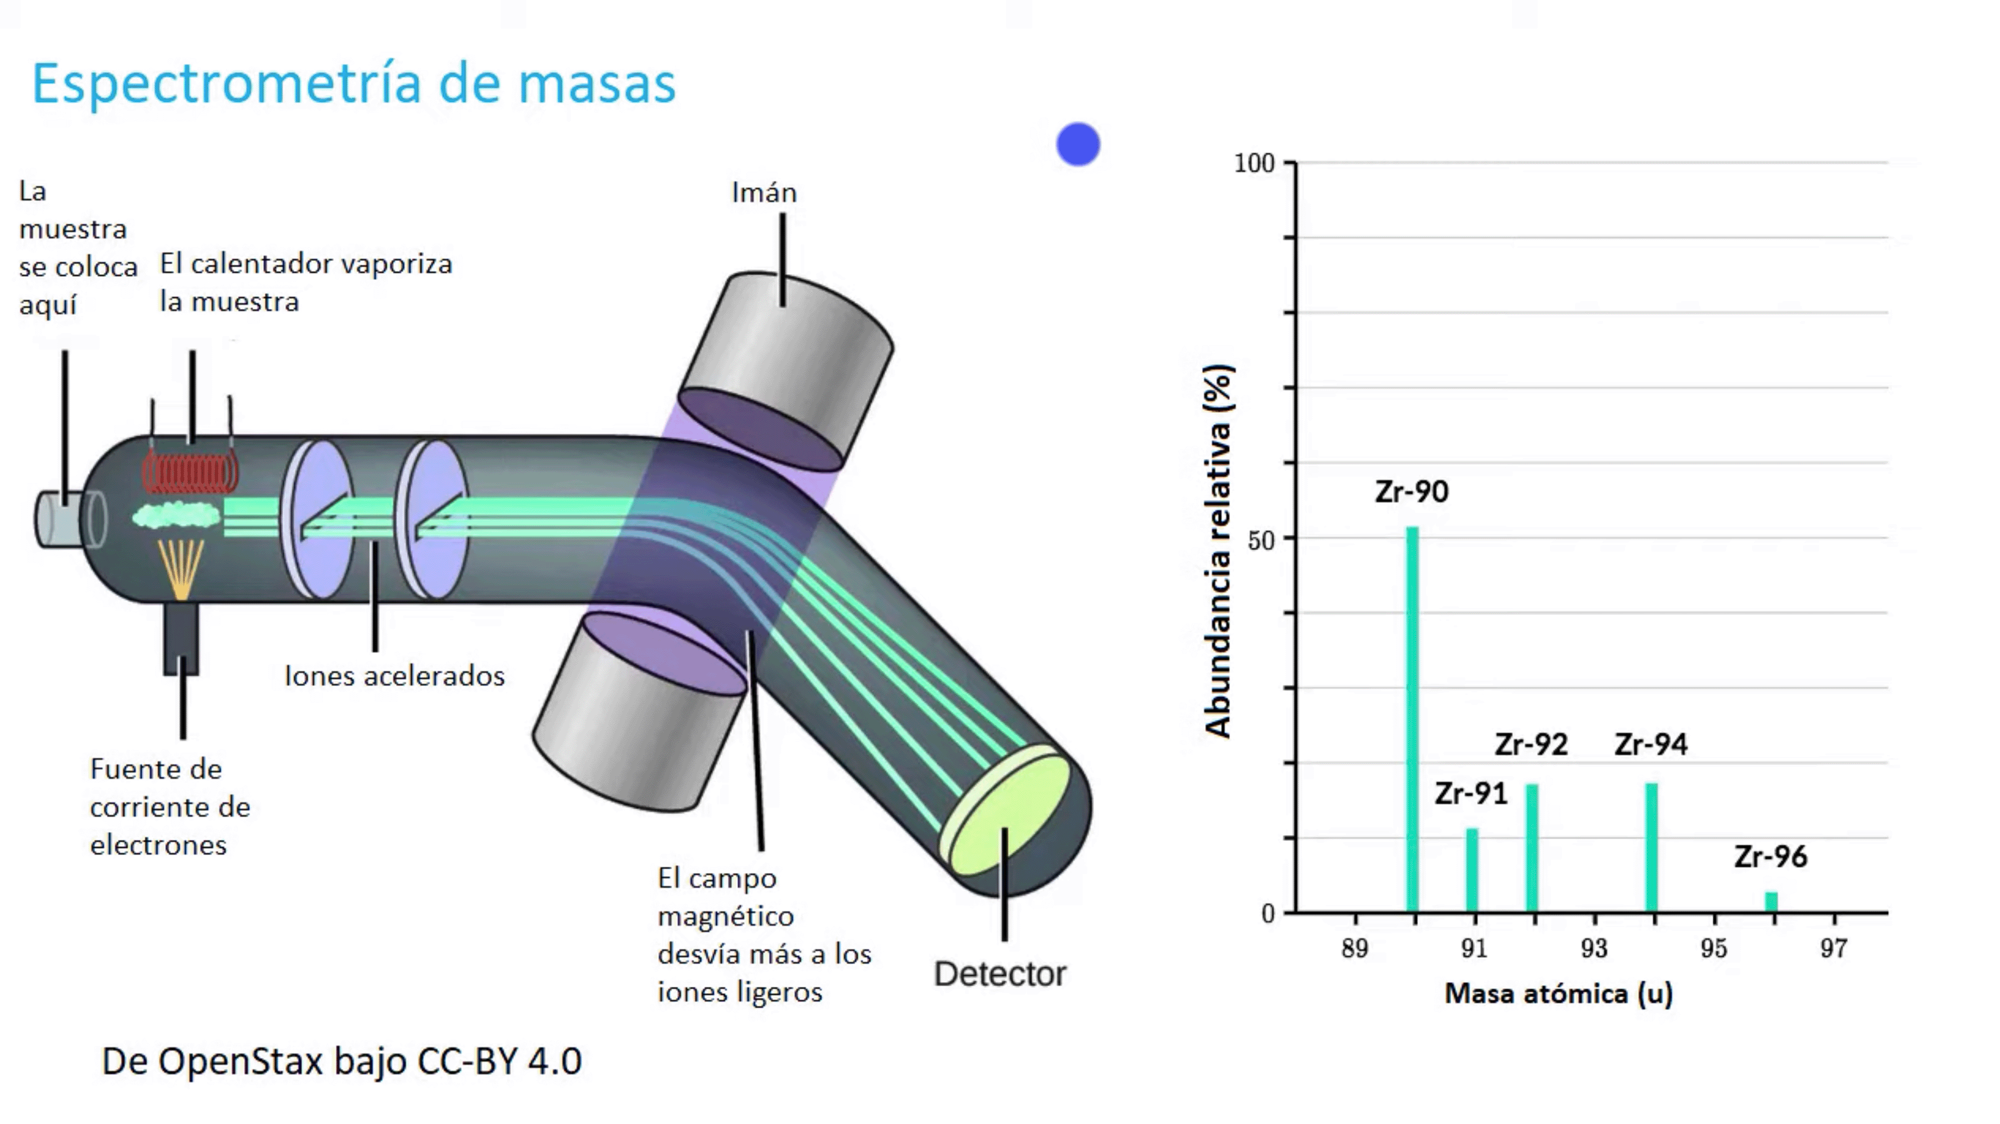 Espectrometría de masas
La
muestra
se coloca
aquí
El calentador vaporiza
la muestra
Imán
Iones acelerados
Fuente de
corriente de
electrones
El campo
magnético
desvía más a los
iones ligeros
Detector
De OpenStax bajo CC-BY 4.0
Abundancia relativa (%)
100
50
0
Zr-90
Zr-91
Zr-92
Zr-94
Zr-96
89
91
93
95
97
Masa atómica (u)